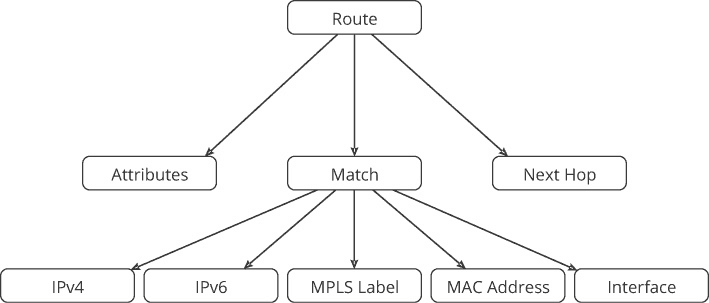 Route
Attributes
Match
Next Hop
IPv4
IPv6
MPLS Label
MAC Address
Interface